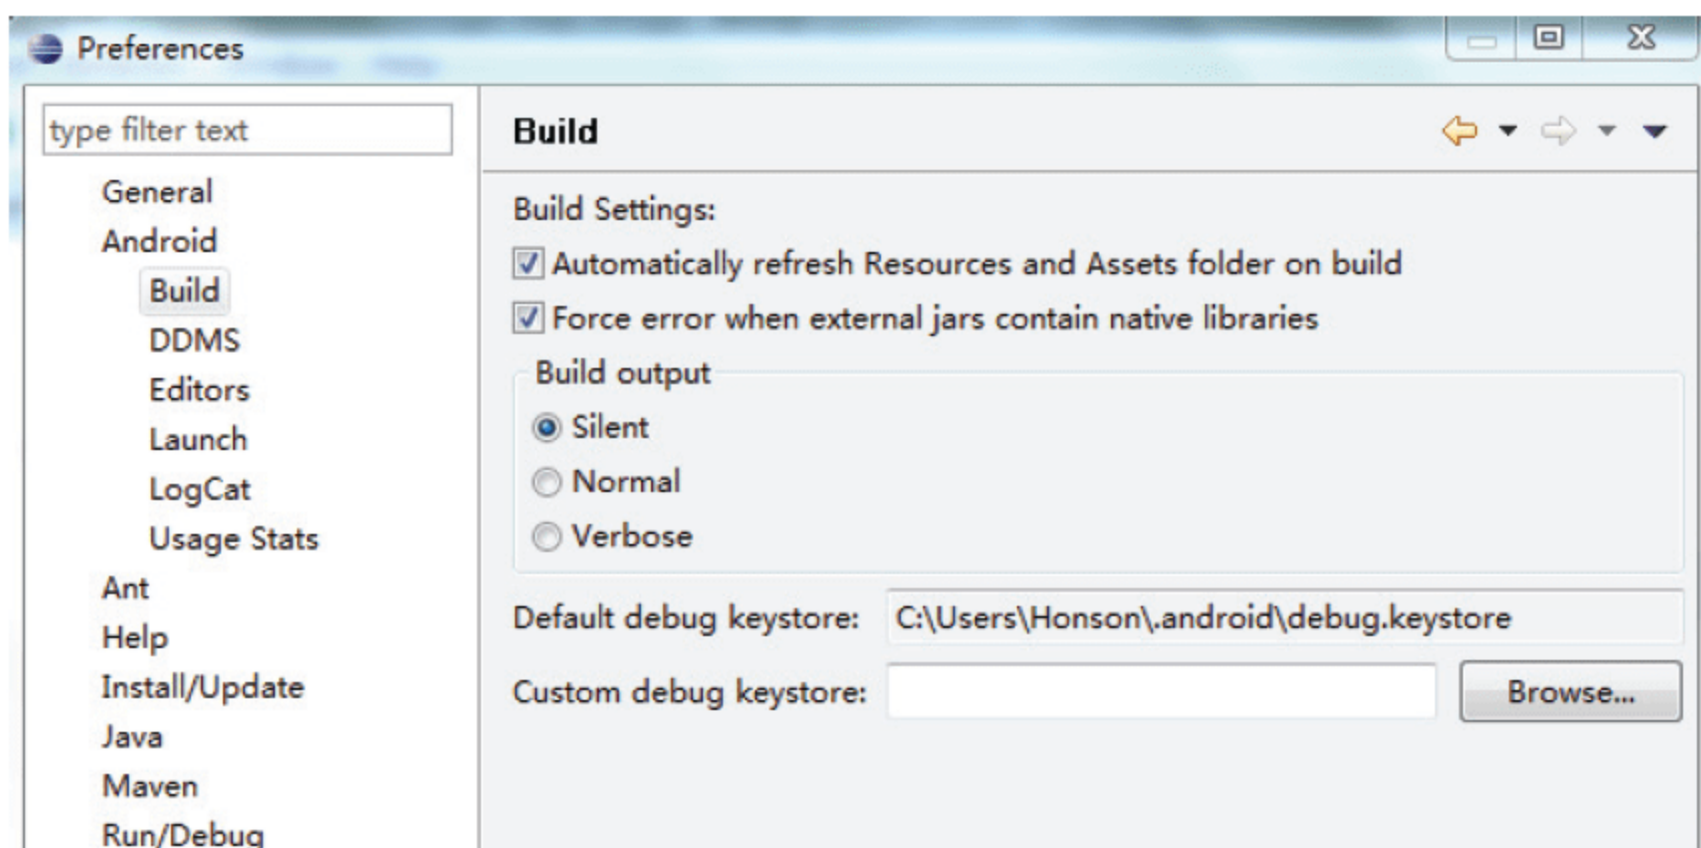 Preferences
type filter text
General
Android
Build
DDMS
Editors
Launch
LogCat
Usage Stats
Ant
Help
Install/Update
Java
Maven
Run/Debug
Build
Build Settings:
Automatically refresh Resources and Assets folder on build
Force error when external jars contain native libraries
Build output
Silent
Normal
Verbose
Default debug keystore: C:\Users\Honson\.android\debug.keystore
Custom debug keystore: Browse...